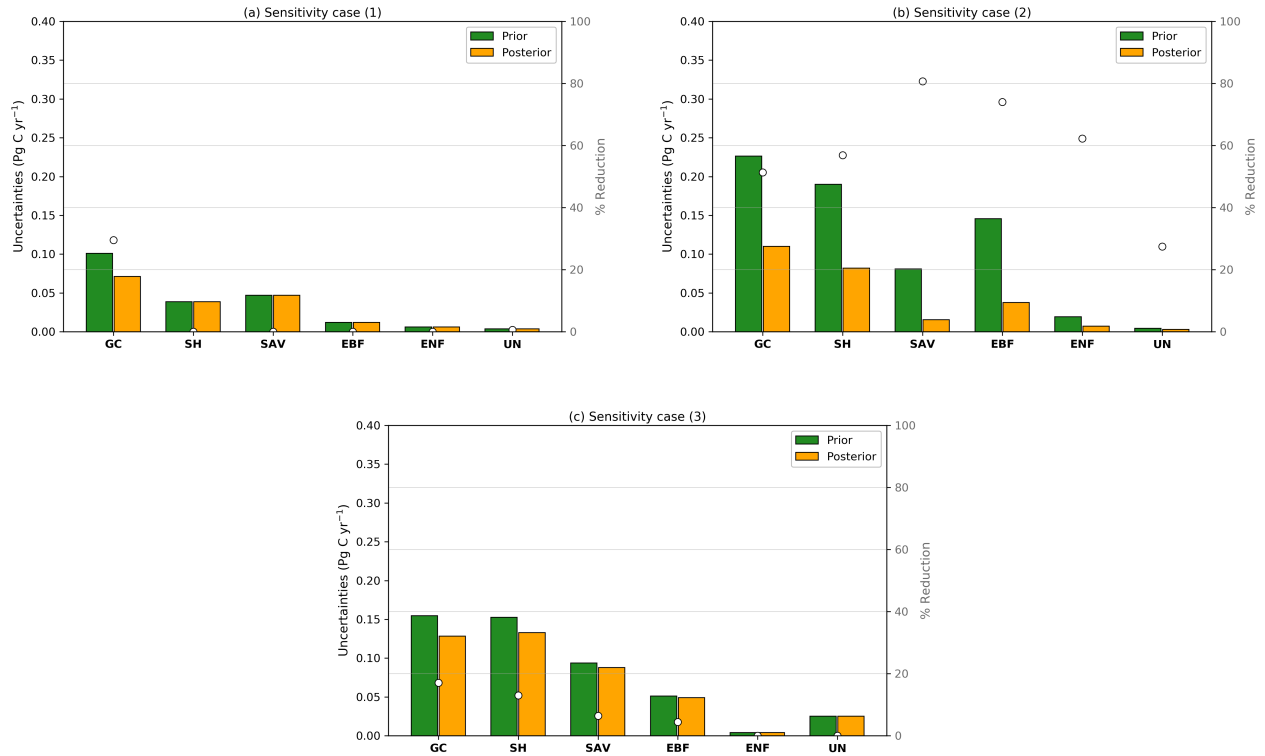 (a) Sensitivity case (1)
0.40
0.35
0.30
0.25
0.20
0.15
0.10
0.05
0.00
Uncertainties (Pg C yr⁻¹)
Prior
Posterior
100
80
60
40
20
0
% Reduction
GC SH SAV EBF ENF UN
(b) Sensitivity case (2)
0.40
0.35
0.30
0.25
0.20
0.15
0.10
0.05
0.00
Uncertainties (Pg C yr⁻¹)
Prior
Posterior
100
80
60
40
20
0
% Reduction
GC SH SAV EBF ENF UN
(c) Sensitivity case (3)
0.40
0.35
0.30
0.25
0.20
0.15
0.10
0.05
0.00
Uncertainties (Pg C yr⁻¹)
Prior
Posterior
100
80
60
40
20
0
% Reduction
GC SH SAV EBF ENF UN